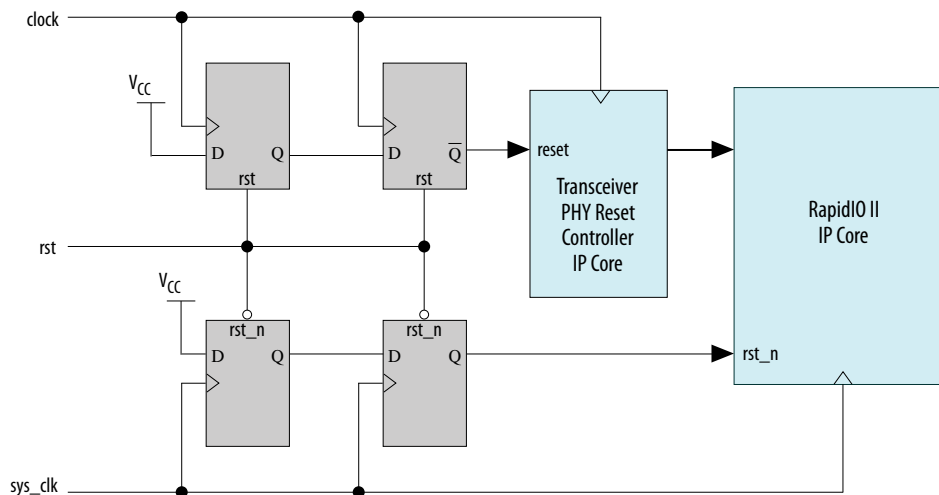 clock
V_CC
D Q
rst
D Q̅
rst
reset
Transceiver
PHY Reset
Controller
IP Core
RapidIO II
IP Core
rst
V_CC
rst_n
D Q
rst_n
D Q
rst_n
sys_clk